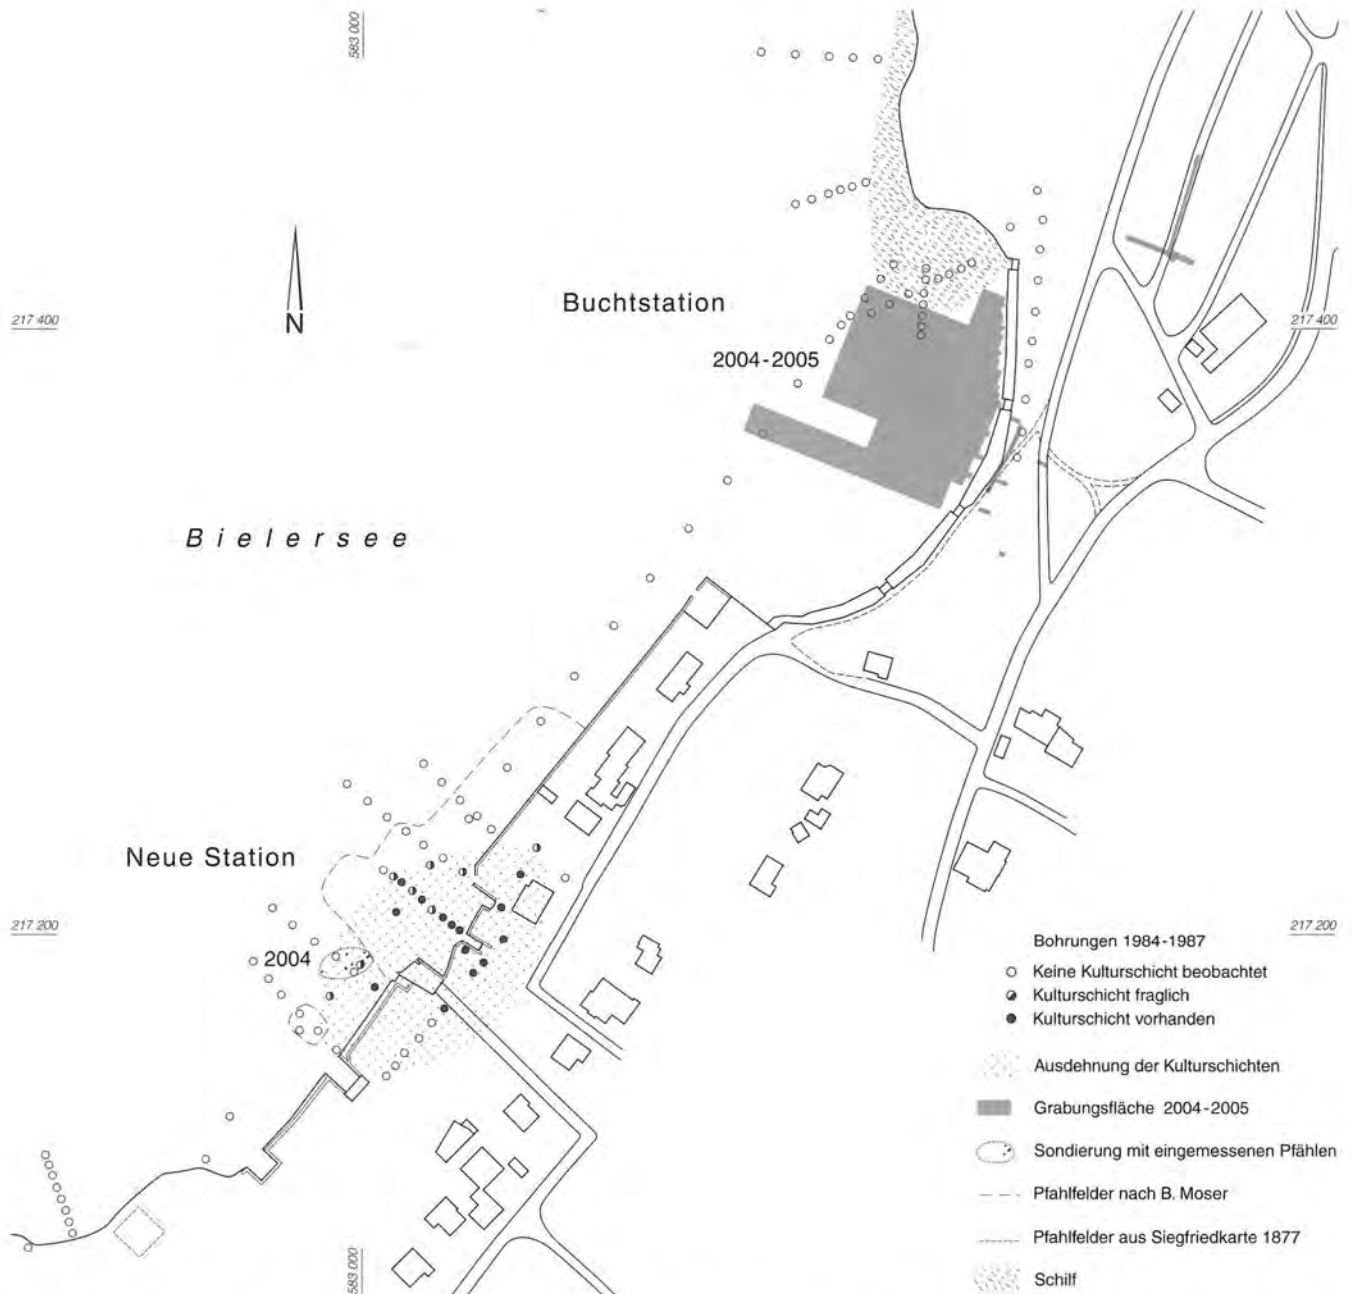 583 000
N
217 400
217 400
Buchtstation
2004-2005
Bielersee
Neue Station
2004
217 200
217 200
583 000
Bohrungen 1984-1987
Keine Kulturschicht beobachtet
Kulturschicht fraglich
Kulturschicht vorhanden
Ausdehnung der Kulturschichten
Grabungsfläche 2004-2005
Sondierung mit eingemessenen Pfählen
Pfahlfelder nach B. Moser
Pfahlfelder aus Siegfriedkarte 1877
Schilf